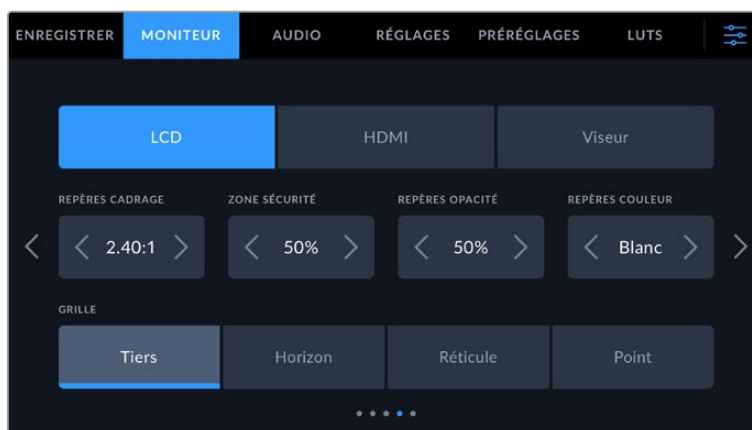 ENREGISTRER MONITEUR AUDIO RÉGLAGES PRÉRÉGLAGES LUTS
LCD HDMI Viseur
REPÈRES CADRAGE ZONE SÉCURITÉ REPÈRES OPACITÉ REPÈRES COULEUR
2.40:1 50% 50% Blanc
GRILLE
Tiers Horizon Réticule Point